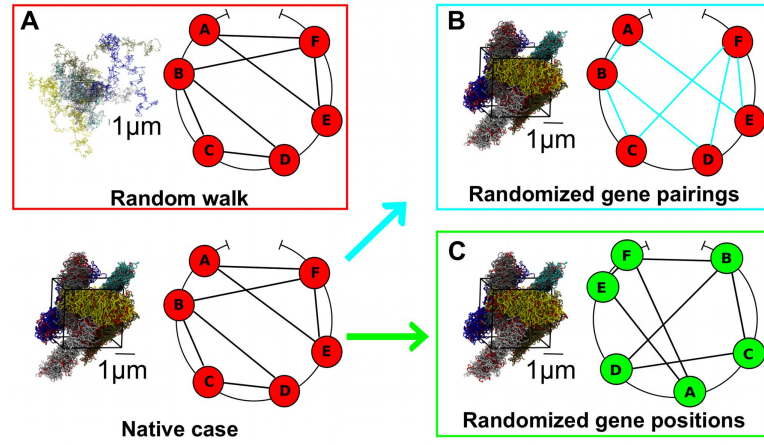 A
A
B
F
E
C
D
1μm
Random walk
B
A
F
B
E
C
D
1μm
Randomized gene pairings
A
B
F
E
C
D
1μm
Native case
C
F
B
E
C
D
A
1μm
Randomized gene positions